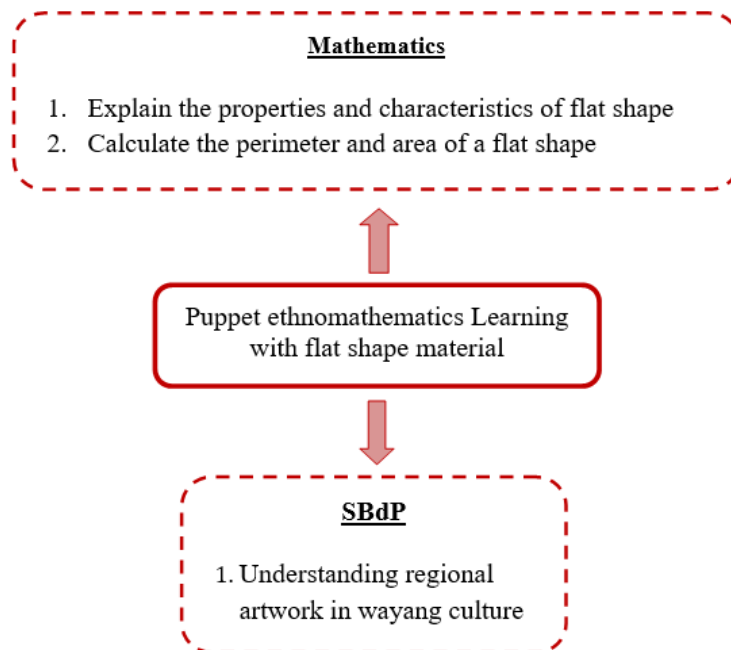 Mathematics
1. Explain the properties and characteristics of flat shape
2. Calculate the perimeter and area of a flat shape
Puppet ethnomathematics Learning
with flat shape material
SBdP
1. Understanding regional
artwork in wayang culture